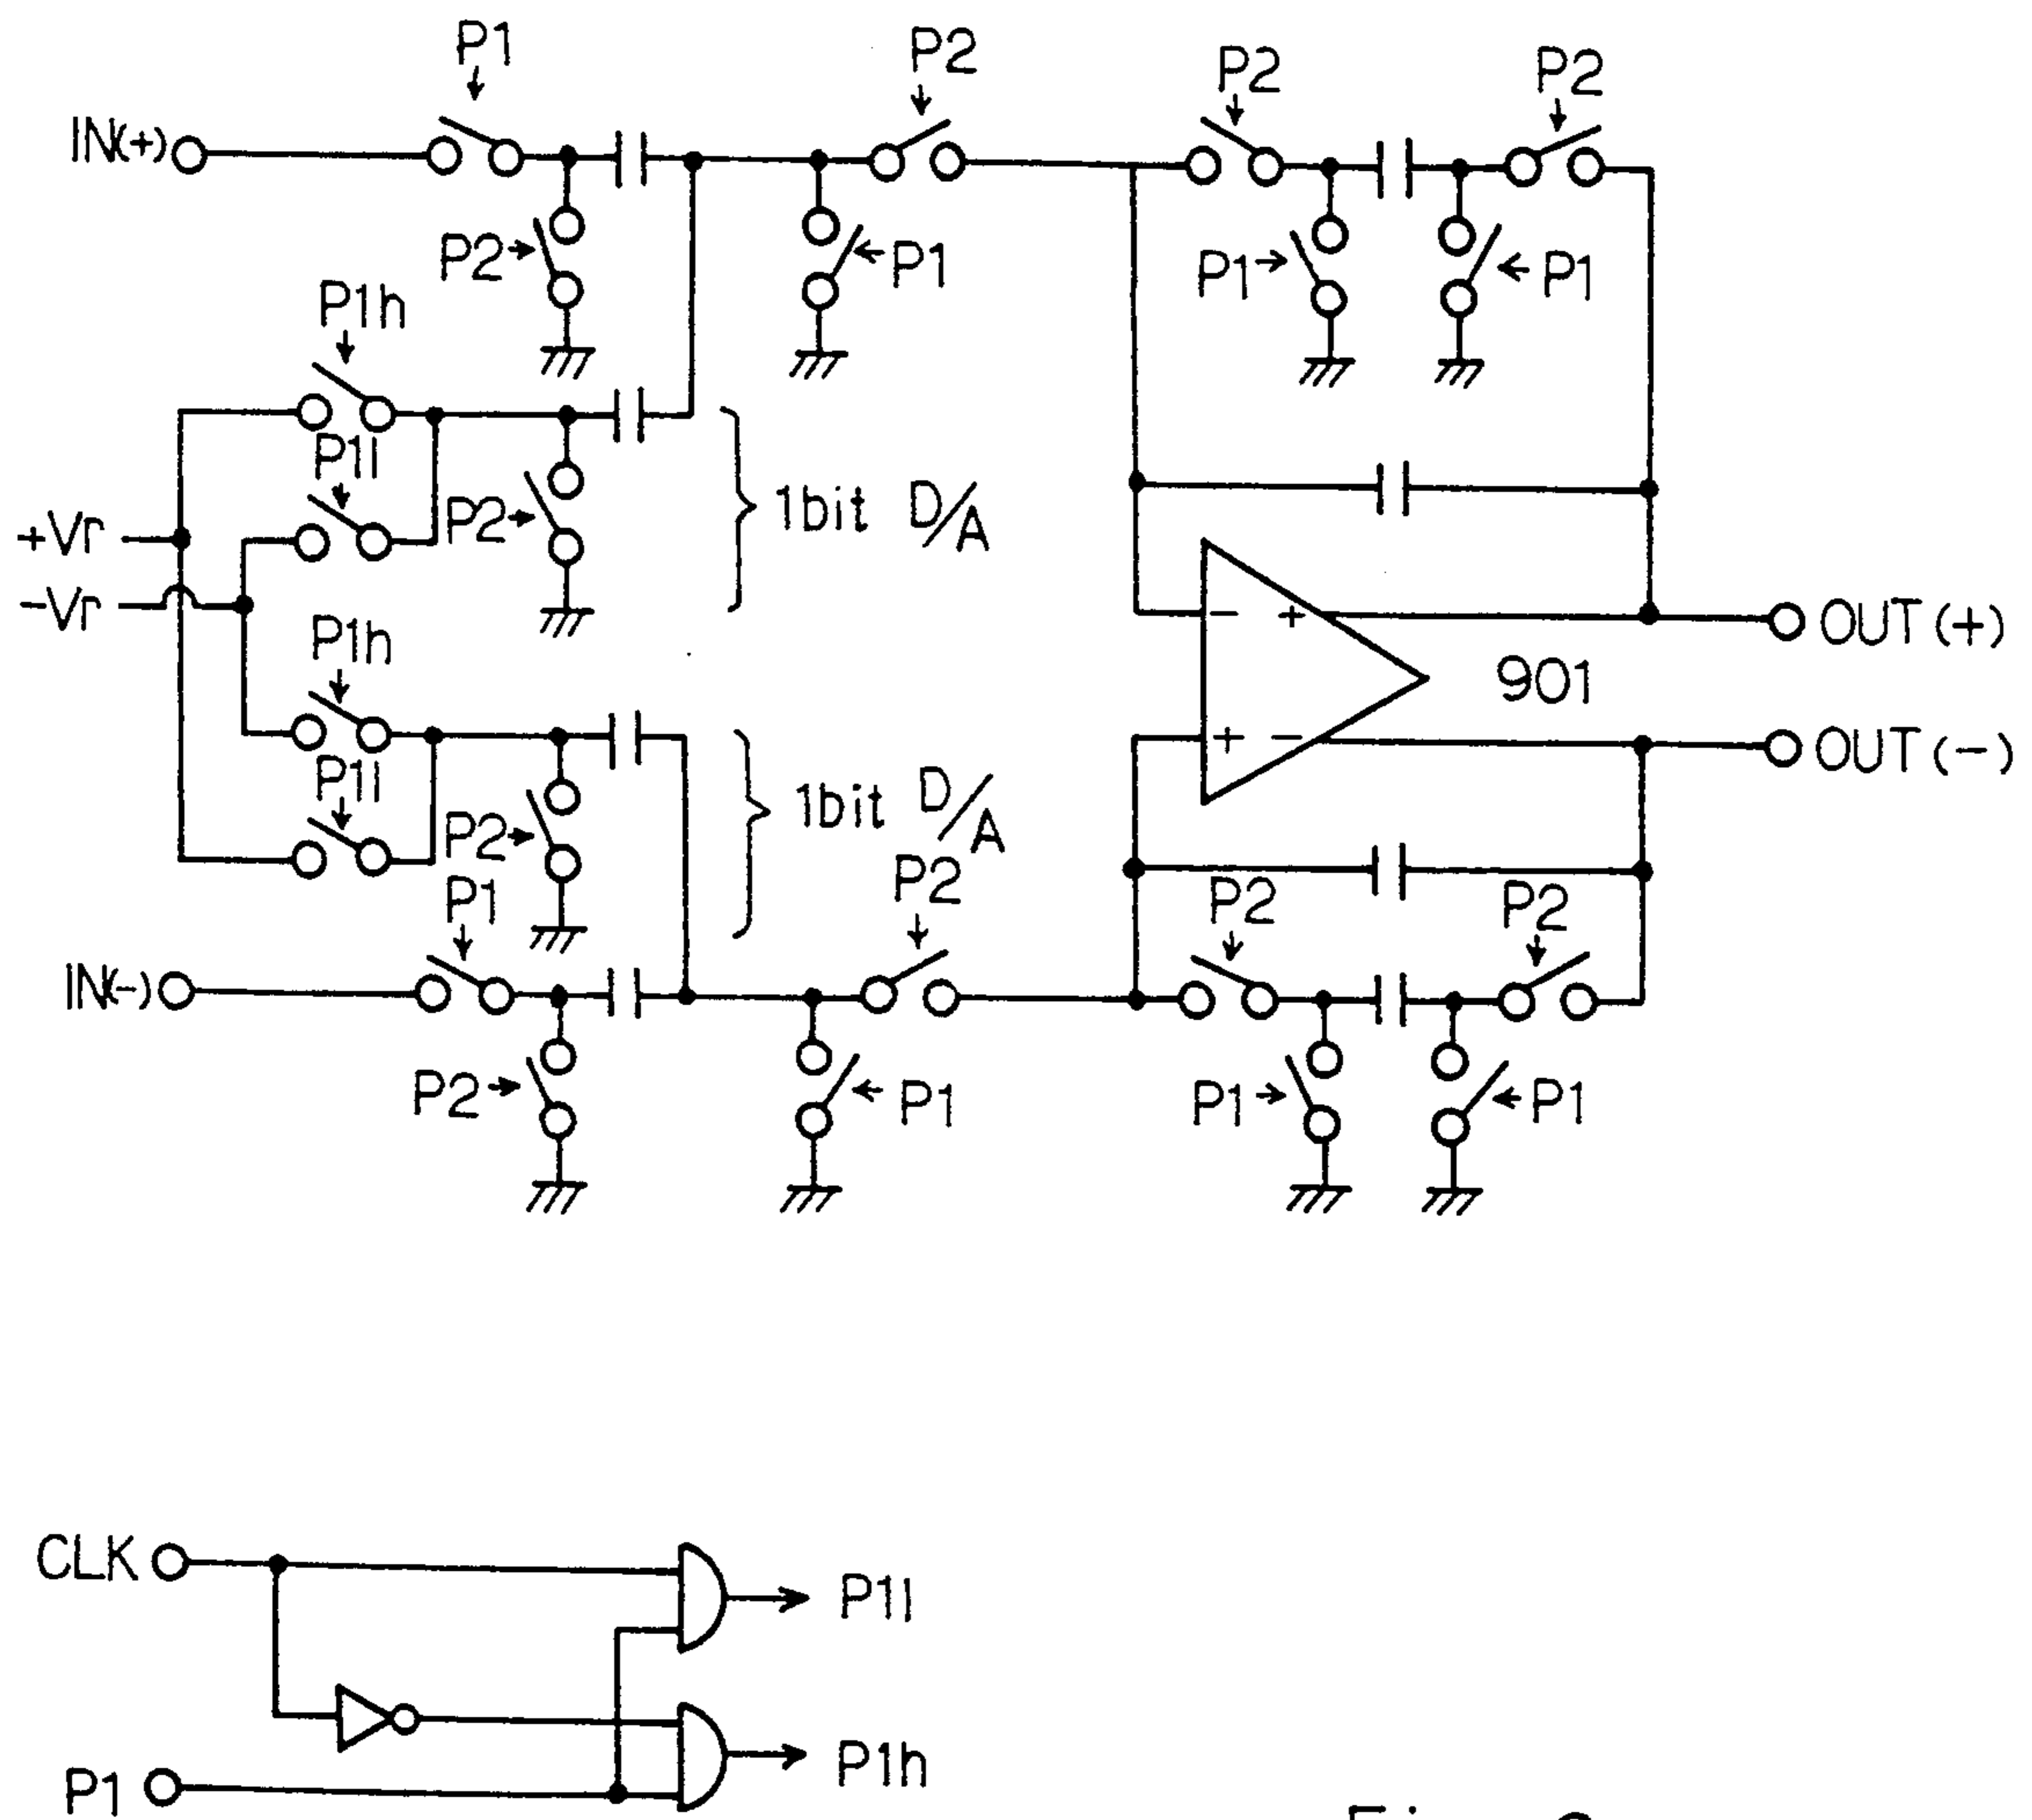 P1
P2
P2
P2
IN(+)
P2
P1
P1
P1
P1h
P1l
P2
1bit D/A
+Vr
-Vr
- +
OUT(+)
P1h
901
+ -
OUT(-)
P1l
P2
1bit D/A
P1
P2
P2
P2
IN(-)
P2
P1
P1
P1
CLK
P1l
P1h
P1